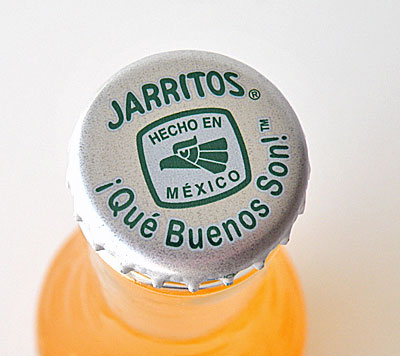 JARRITOS®
HECHO EN
MÉXICO
¡Qué Buenos Son!™